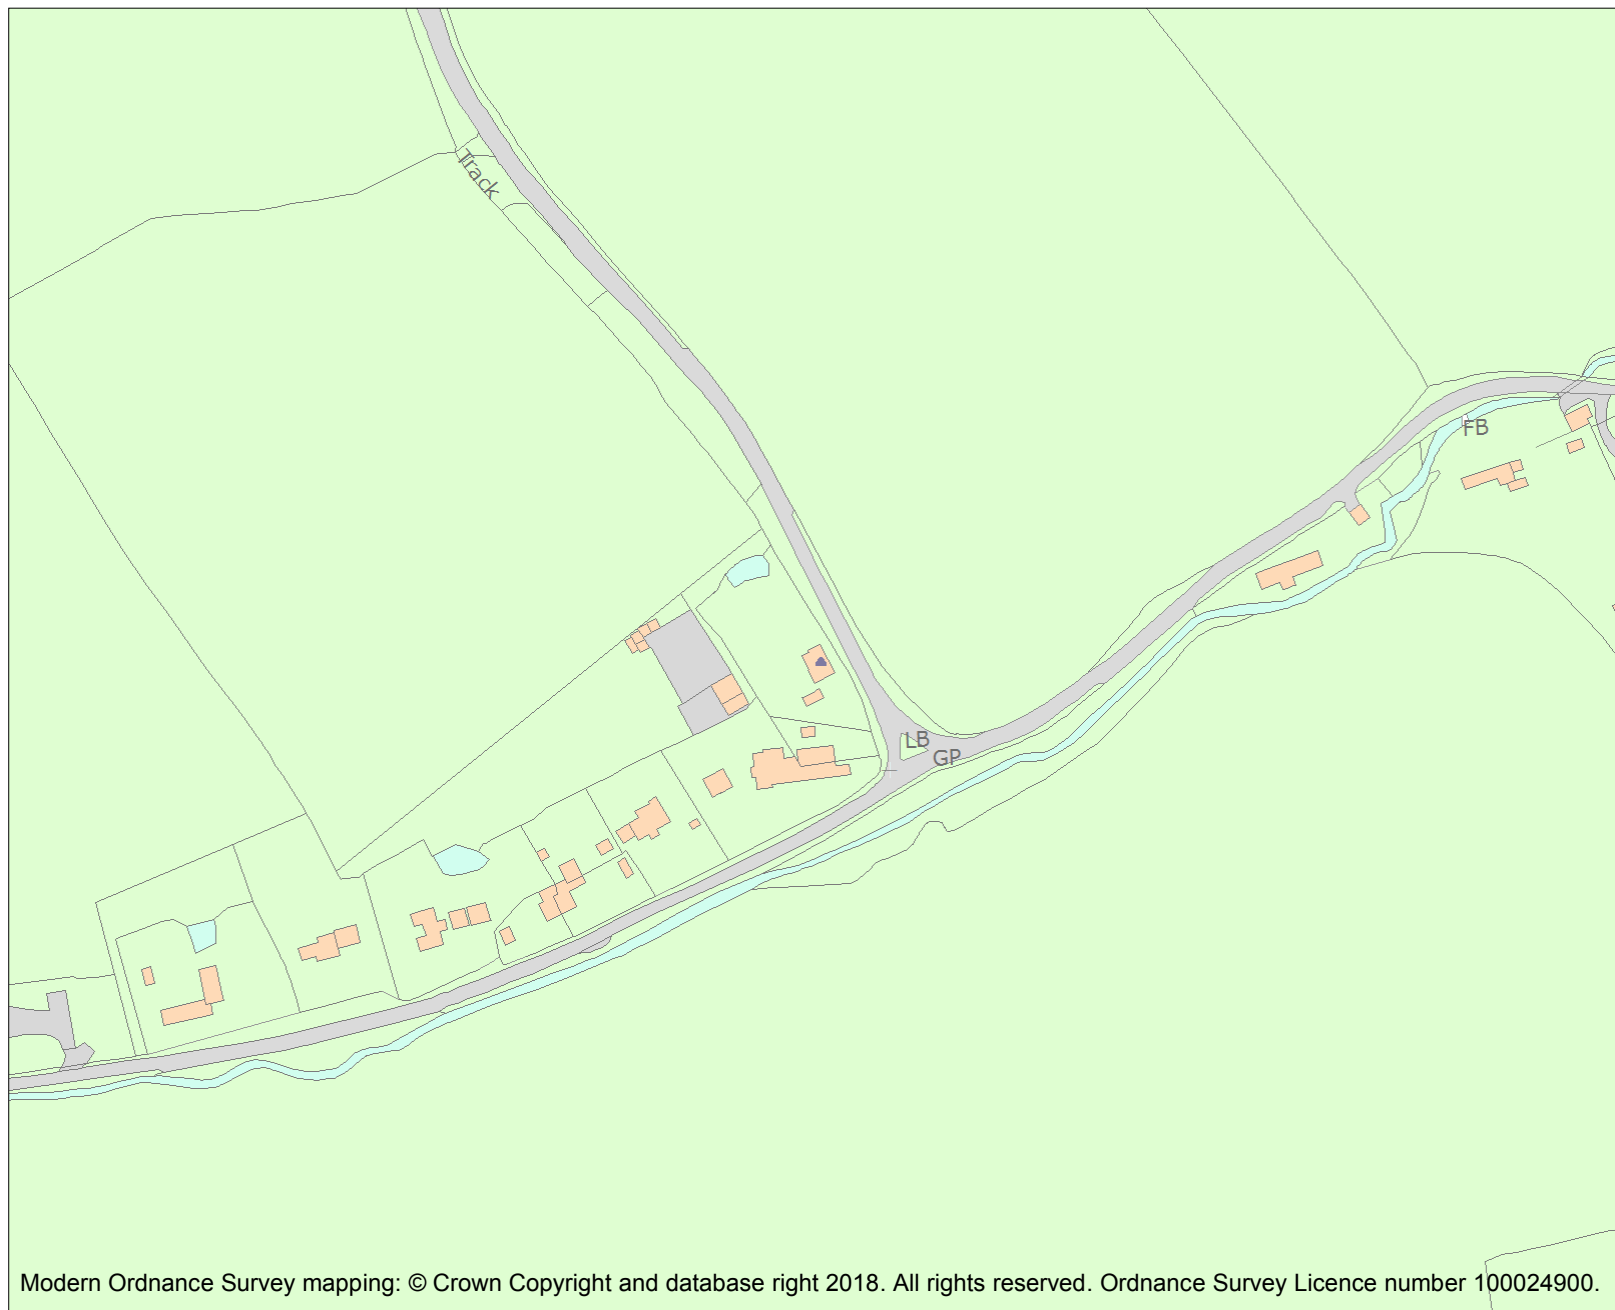 Track
FB
LB
GP
Modern Ordnance Survey mapping: © Crown Copyright and database right 2018. All rights reserved. Ordnance Survey Licence number 100024900.